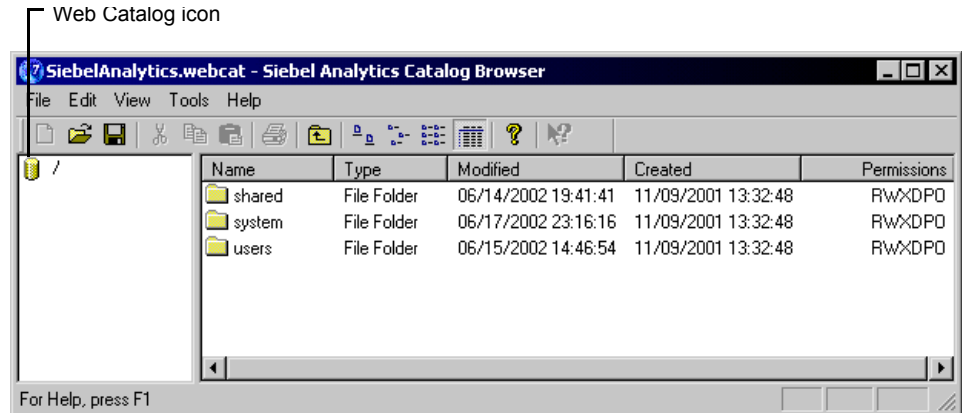 Web Catalog icon
SiebelAnalytics.webcat - Siebel Analytics Catalog Browser
File Edit View Tools Help
/
Name Type Modified Created Permissions
shared File Folder 06/14/2002 19:41:41 11/09/2001 13:32:48 RWXDPO
system File Folder 06/17/2002 23:16:16 11/09/2001 13:32:48 RWXDPO
users File Folder 06/15/2002 14:46:54 11/09/2001 13:32:48 RWXDPO
For Help, press F1